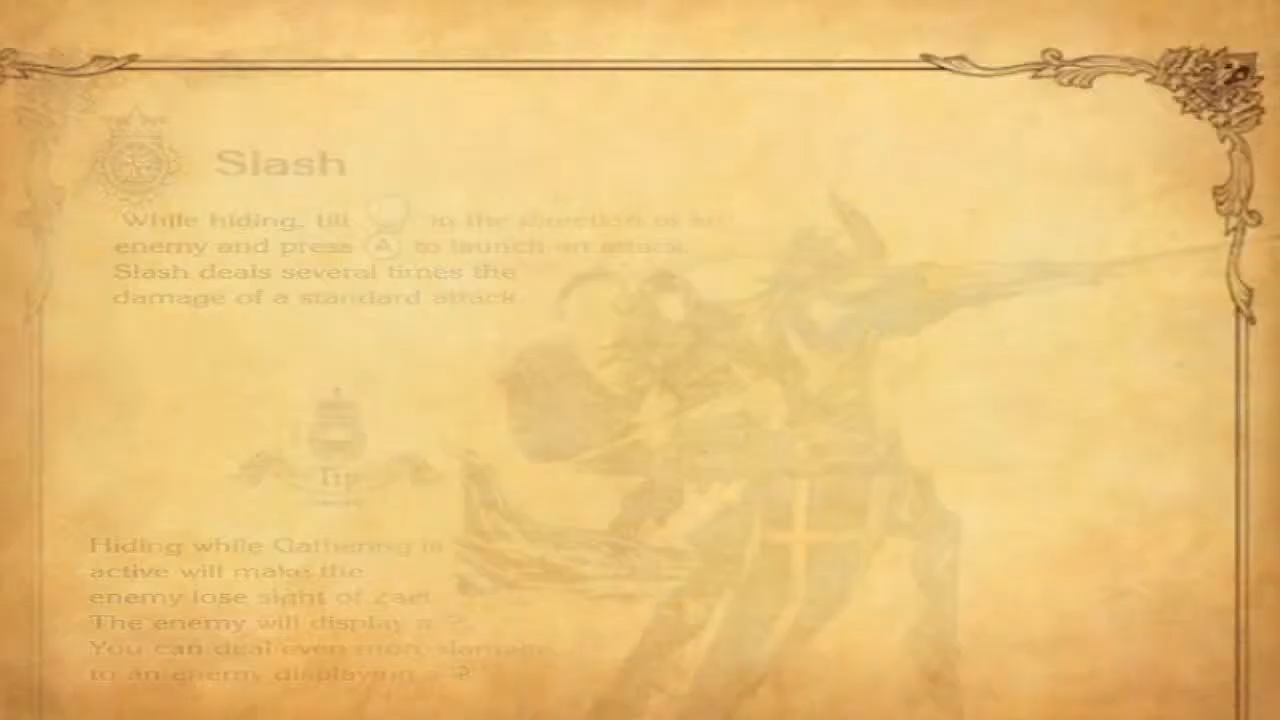 Slash
While hiding, tilt in the direction of an
enemy and press A to launch an attack.
Slash deals several times the
damage of a standard attack.
Tip
Hiding while Gathering is
active will make the
enemy lose sight of Zael.
The enemy will display a ?.
You can deal even more damage
to an enemy displaying a ?.